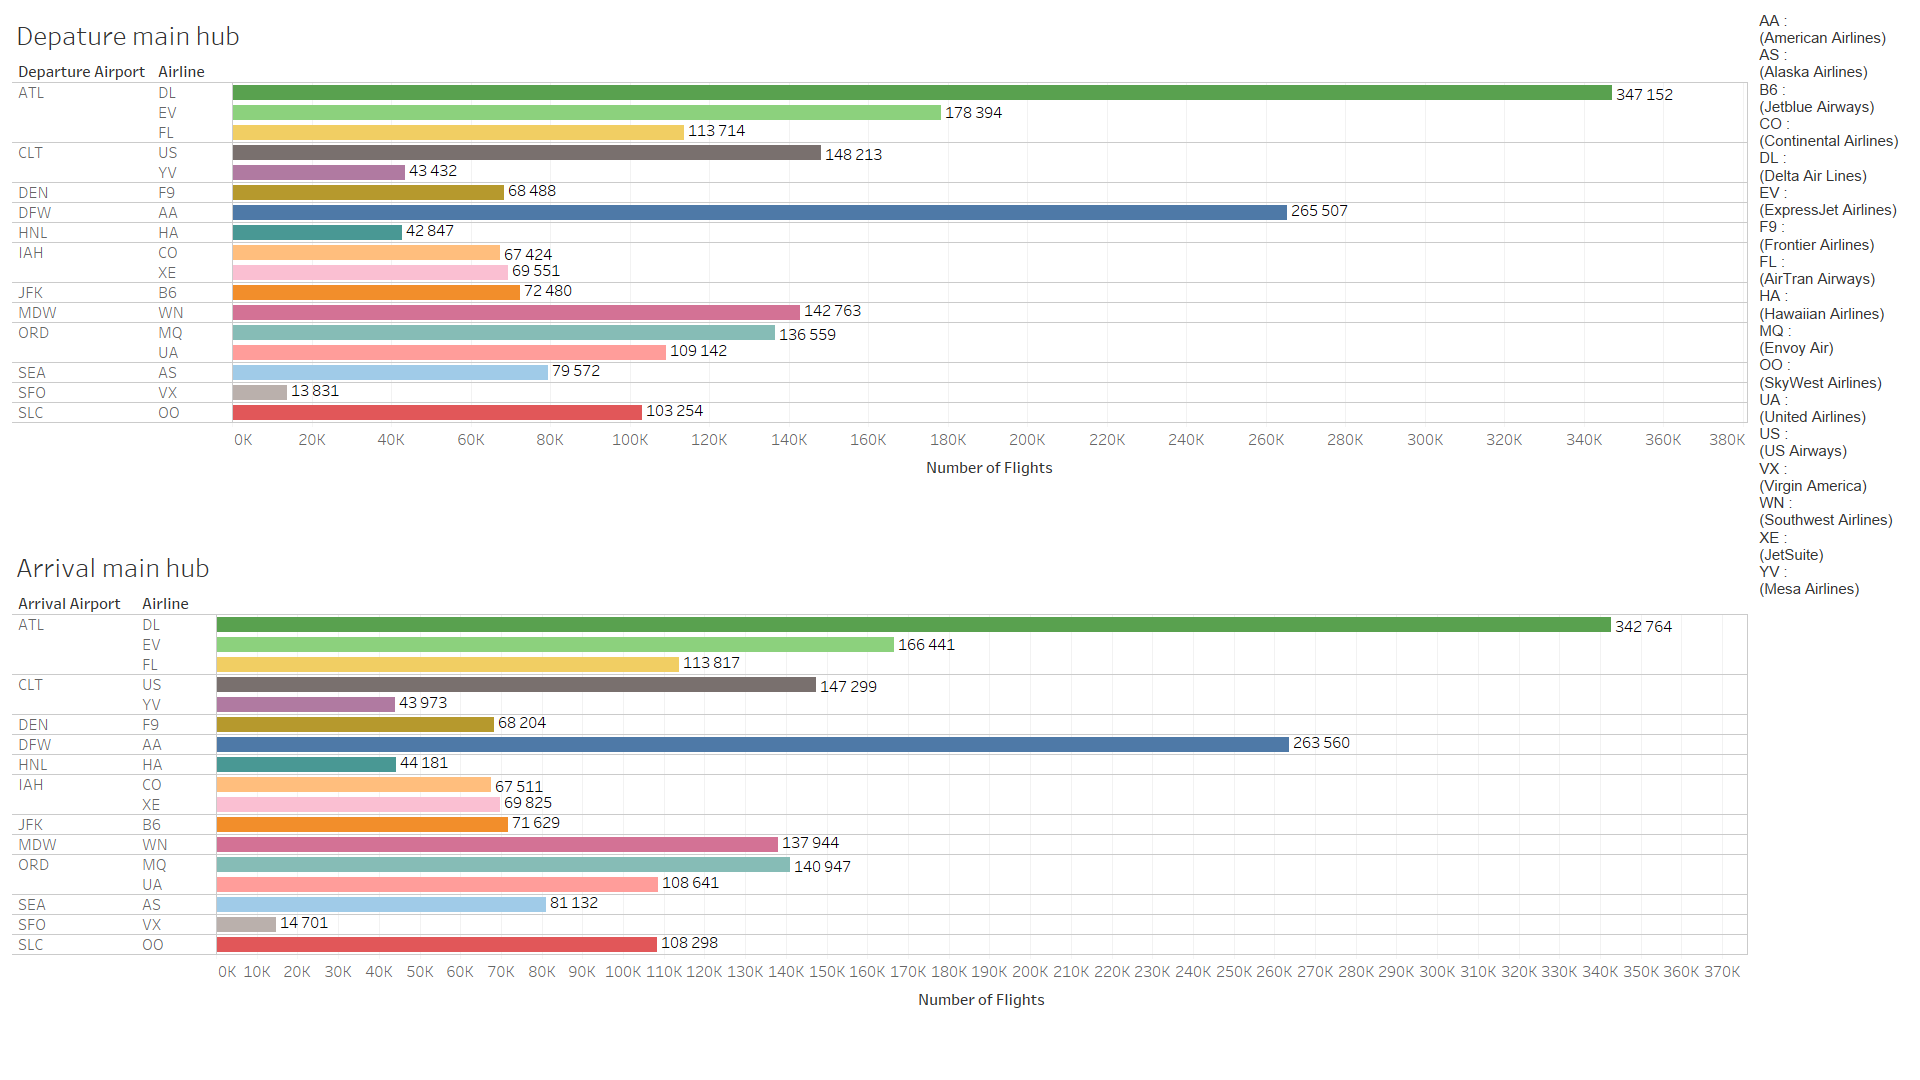 Depature main hub
Departure Airport Airline
ATL DL 347 152
EV 178 394
FL 113 714
CLT US 148 213
YV 43 432
DEN F9 68 488
DFW AA 265 507
HNL HA 42 847
IAH CO 67 424
XE 69 551
JFK B6 72 480
MDW WN 142 763
ORD MQ 136 559
UA 109 142
SEA AS 79 572
SFO VX 13 831
SLC OO 103 254
0K 20K 40K 60K 80K 100K 120K 140K 160K 180K 200K 220K 240K 260K 280K 300K 320K 340K 360K 380K
Number of Flights
Arrival main hub
Arrival Airport Airline
ATL DL 342 764
EV 166 441
FL 113 817
CLT US 147 299
YV 43 973
DEN F9 68 204
DFW AA 263 560
HNL HA 44 181
IAH CO 67 511
XE 69 825
JFK B6 71 629
MDW WN 137 944
ORD MQ 140 947
UA 108 641
SEA AS 81 132
SFO VX 14 701
SLC OO 108 298
0K 10K 20K 30K 40K 50K 60K 70K 80K 90K 100K 110K 120K 130K 140K 150K 160K 170K 180K 190K 200K 210K 220K 230K 240K 250K 260K 270K 280K 290K 300K 310K 320K 330K 340K 350K 360K 370K
Number of Flights
AA :
(American Airlines)
AS :
(Alaska Airlines)
B6 :
(Jetblue Airways)
CO :
(Continental Airlines)
DL :
(Delta Air Lines)
EV :
(ExpressJet Airlines)
F9 :
(Frontier Airlines)
FL :
(AirTran Airways)
HA :
(Hawaiian Airlines)
MQ :
(Envoy Air)
OO :
(SkyWest Airlines)
UA :
(United Airlines)
US :
(US Airways)
VX :
(Virgin America)
WN :
(Southwest Airlines)
XE :
(JetSuite)
YV :
(Mesa Airlines)